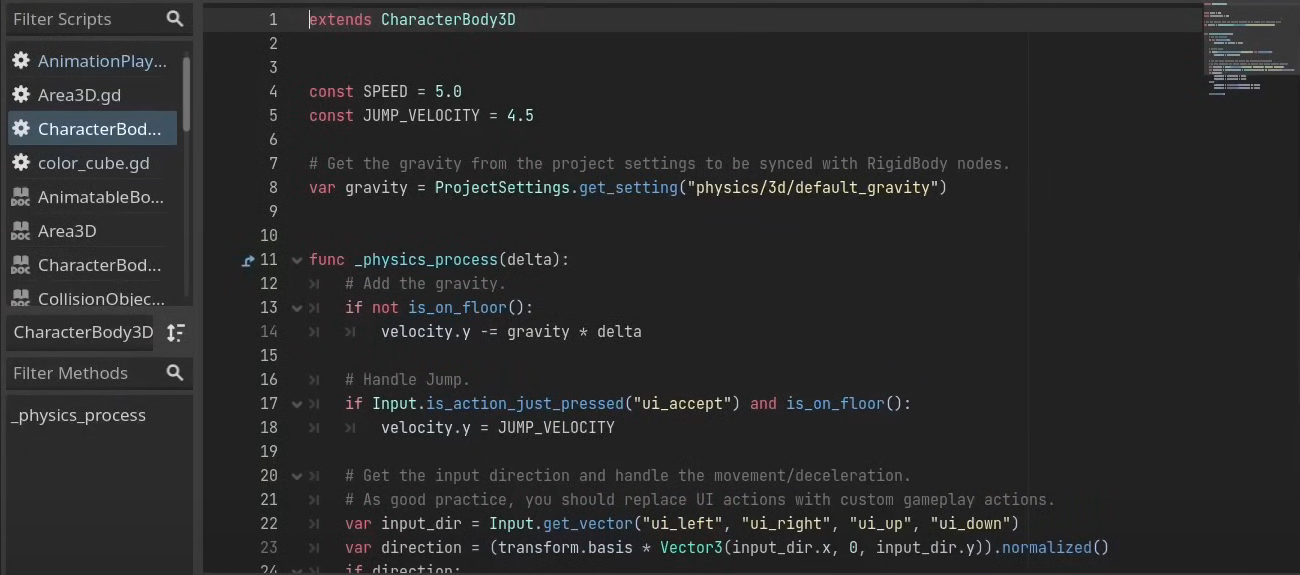 Filter Scripts
AnimationPlay...
Area3D.gd
CharacterBod...
color_cube.gd
AnimatableBo...
Area3D
CharacterBod...
CollisionObjec...
CharacterBody3D
Filter Methods
_physics_process
1 extends CharacterBody3D
2
3
4 const SPEED = 5.0
5 const JUMP_VELOCITY = 4.5
6
7 # Get the gravity from the project settings to be synced with RigidBody nodes.
8 var gravity = ProjectSettings.get_setting("physics/3d/default_gravity")
9
10
11 func _physics_process(delta):
12 # Add the gravity.
13 if not is_on_floor():
14 velocity.y -= gravity * delta
15
16 # Handle Jump.
17 if Input.is_action_just_pressed("ui_accept") and is_on_floor():
18 velocity.y = JUMP_VELOCITY
19
20 # Get the input direction and handle the movement/deceleration.
21 # As good practice, you should replace UI actions with custom gameplay actions.
22 var input_dir = Input.get_vector("ui_left", "ui_right", "ui_up", "ui_down")
23 var direction = (transform.basis * Vector3(input_dir.x, 0, input_dir.y)).normalized()
24 if direction: